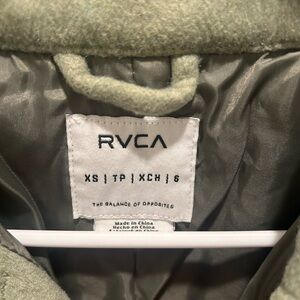 RVCA
XS | TP | XCH | 6
THE BALANCE OF OPPOSITES
Made in China
Hecho en China